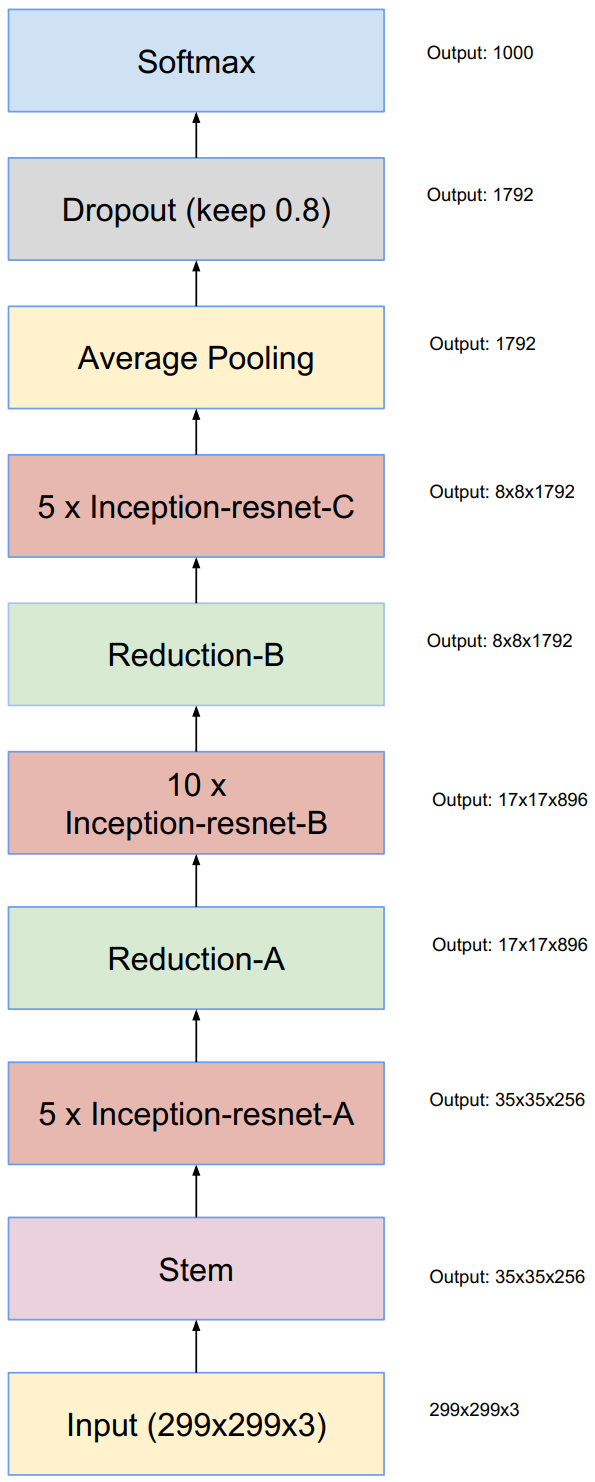 Softmax
Output: 1000
Dropout (keep 0.8)
Output: 1792
Average Pooling
Output: 1792
5 x Inception-resnet-C
Output: 8x8x1792
Reduction-B
Output: 8x8x1792
10 x
Inception-resnet-B
Output: 17x17x896
Reduction-A
Output: 17x17x896
5 x Inception-resnet-A
Output: 35x35x256
Stem
Output: 35x35x256
Input (299x299x3)
299x299x3